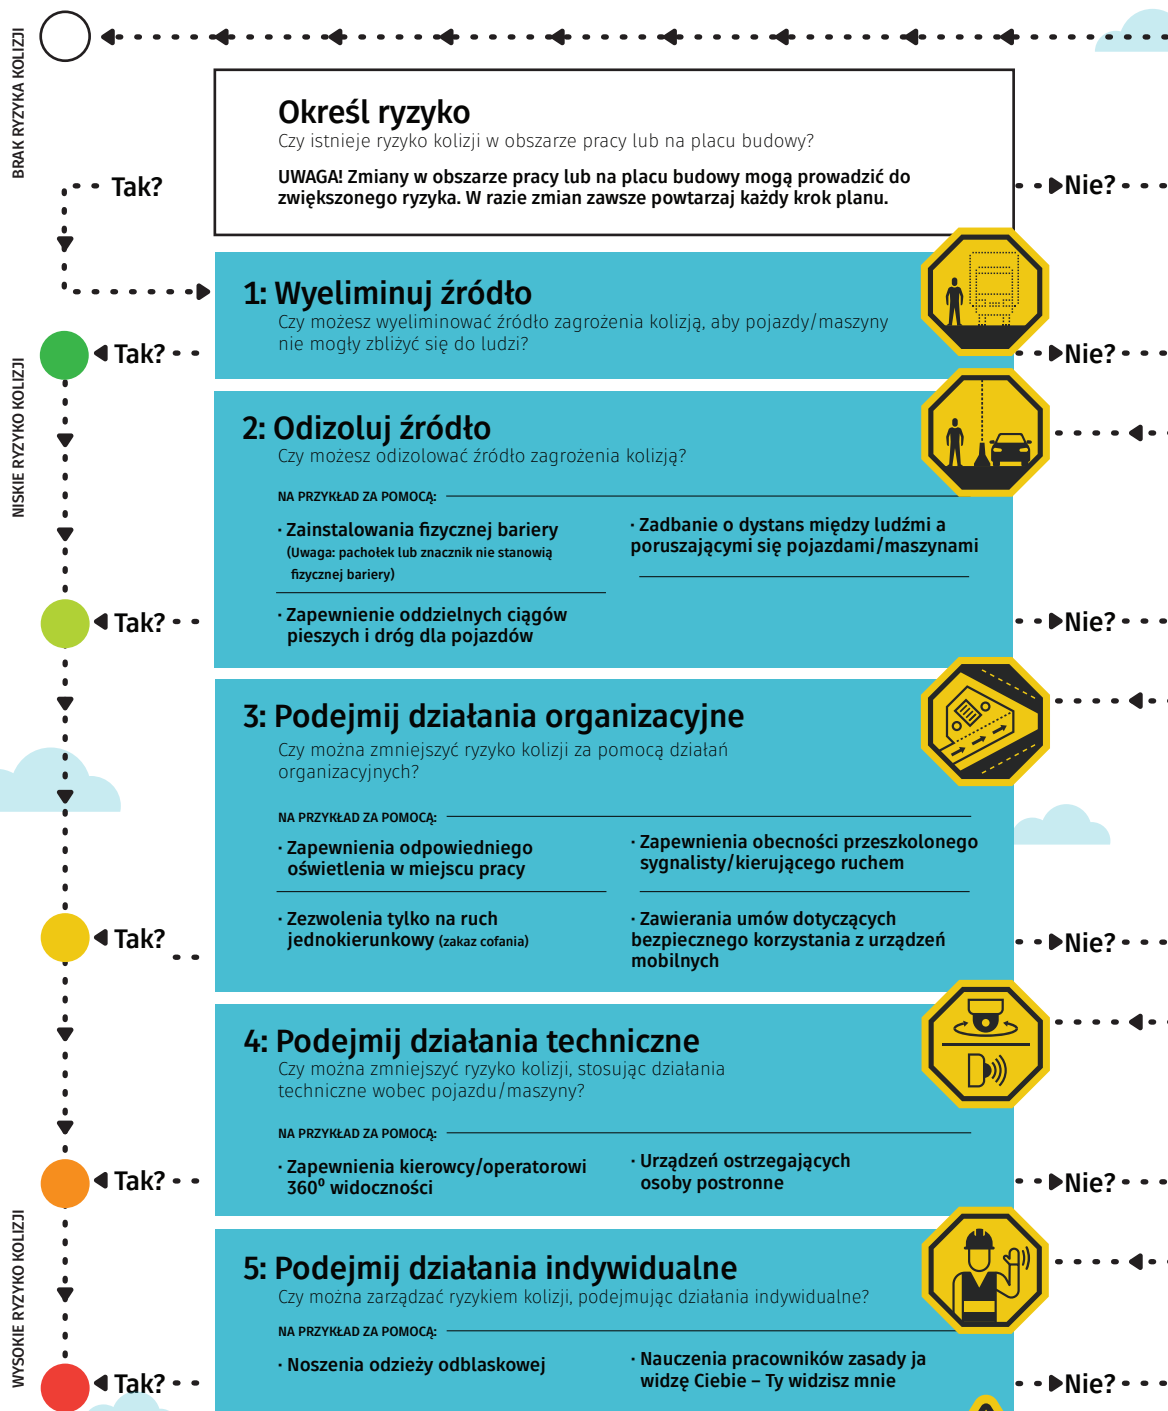 BRAK RYZYKA KOLIZJI
Określ ryzyko
Czy istnieje ryzyko kolizji w obszarze pracy lub na placu budowy?
UWAGA! Zmiany w obszarze pracy lub na placu budowy mogą prowadzić do
zwiększonego ryzyka. W razie zmian zawsze powtarzaj każdy krok planu.
Tak?
Nie?
1: Wyeliminuj źródło
Czy możesz wyeliminować źródło zagrożenia kolizją, aby pojazdy/maszyny
nie mogły zbliżyć się do ludzi?
Tak?
Nie?
NISKIE RYZYKO KOLIZJI
2: Odizoluj źródło
Czy możesz odizolować źródło zagrożenia kolizją?
NA PRZYKŁAD ZA POMOCĄ:
· Zainstalowania fizycznej bariery
(Uwaga: pachołek lub znacznik nie stanowią
fizycznej bariery)
· Zapewnienie oddzielnych ciągów
pieszych i dróg dla pojazdów
· Zadbanie o dystans między ludźmi a
poruszającymi się pojazdami/maszynami
Tak?
Nie?
3: Podejmij działania organizacyjne
Czy można zmniejszyć ryzyko kolizji za pomocą działań
organizacyjnych?
NA PRZYKŁAD ZA POMOCĄ:
· Zapewnienia odpowiedniego
oświetlenia w miejscu pracy
· Zezwolenia tylko na ruch
jednokierunkowy (zakaz cofania)
· Zapewnienia obecności przeszkolonego
sygnalisty/kierującego ruchem
· Zawierania umów dotyczących
bezpiecznego korzystania z urządzeń
mobilnych
Tak?
Nie?
4: Podejmij działania techniczne
Czy można zmniejszyć ryzyko kolizji, stosując działania
techniczne wobec pojazdu/maszyny?
NA PRZYKŁAD ZA POMOCĄ:
· Zapewnienia kierowcy/operatorowi
360⁰ widoczności
· Urządzeń ostrzegających
osoby postronne
Tak?
Nie?
WYSOKIE RYZYKO KOLIZJI
5: Podejmij działania indywidualne
Czy można zarządzać ryzykiem kolizji, podejmując działania indywidualne?
NA PRZYKŁAD ZA POMOCĄ:
· Noszenia odzieży odblaskowej
· Nauczenia pracowników zasady ja
widzę Ciebie – Ty widzisz mnie
Tak?
Nie?